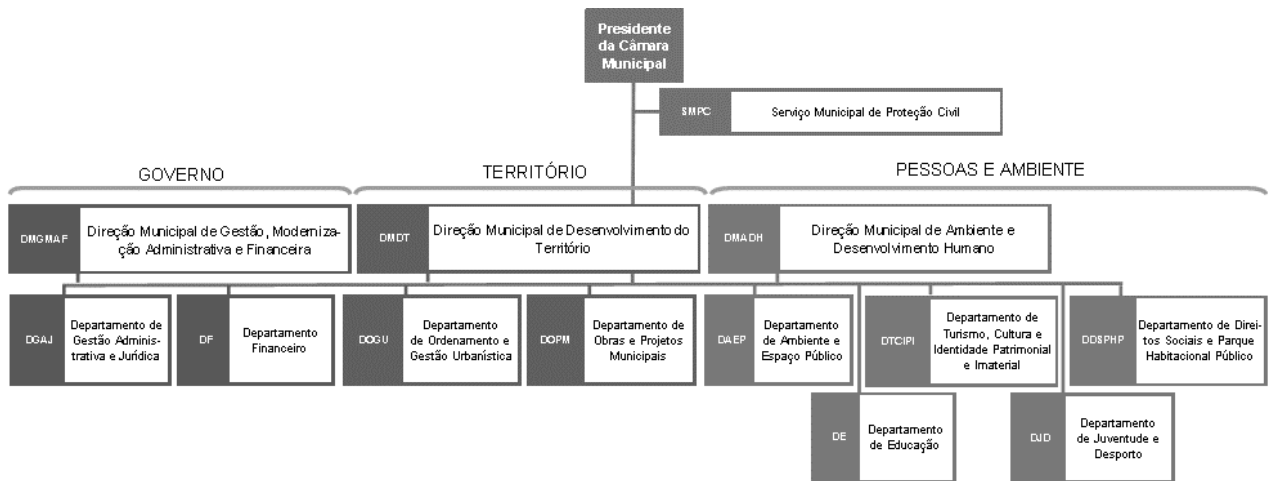 Presidente
da Câmara
Municipal
SMPC
Serviço Municipal de Proteção Civil
GOVERNO
TERRITÓRIO
PESSOAS E AMBIENTE
DMGMAF
Direção Municipal de Gestão, Moderniza-
ção Administrativa e Financeira
DMDT
Direção Municipal de Desenvolvimento do
Território
DMADH
Direção Municipal de Ambiente e
Desenvolvimento Humano
DGAJ
Departamento de
Gestão Adminis-
trativa e Jurídica
DF
Departamento
Financeiro
DOGU
Departamento
de Ordenamento e
Gestão Urbanística
DOPM
Departamento de
Obras e Projetos
Municipais
DAEP
Departamento
de Ambiente e
Espaço Público
DTCIPI
Departamento de
Turismo, Cultura e
Identidade Patrimonial
e Imaterial
DDSPHP
Departamento de Direi-
tos Sociais e Parque
Habitacional Público
DE
Departamento
de Educação
DJD
Departamento
de Juventude e
Desporto